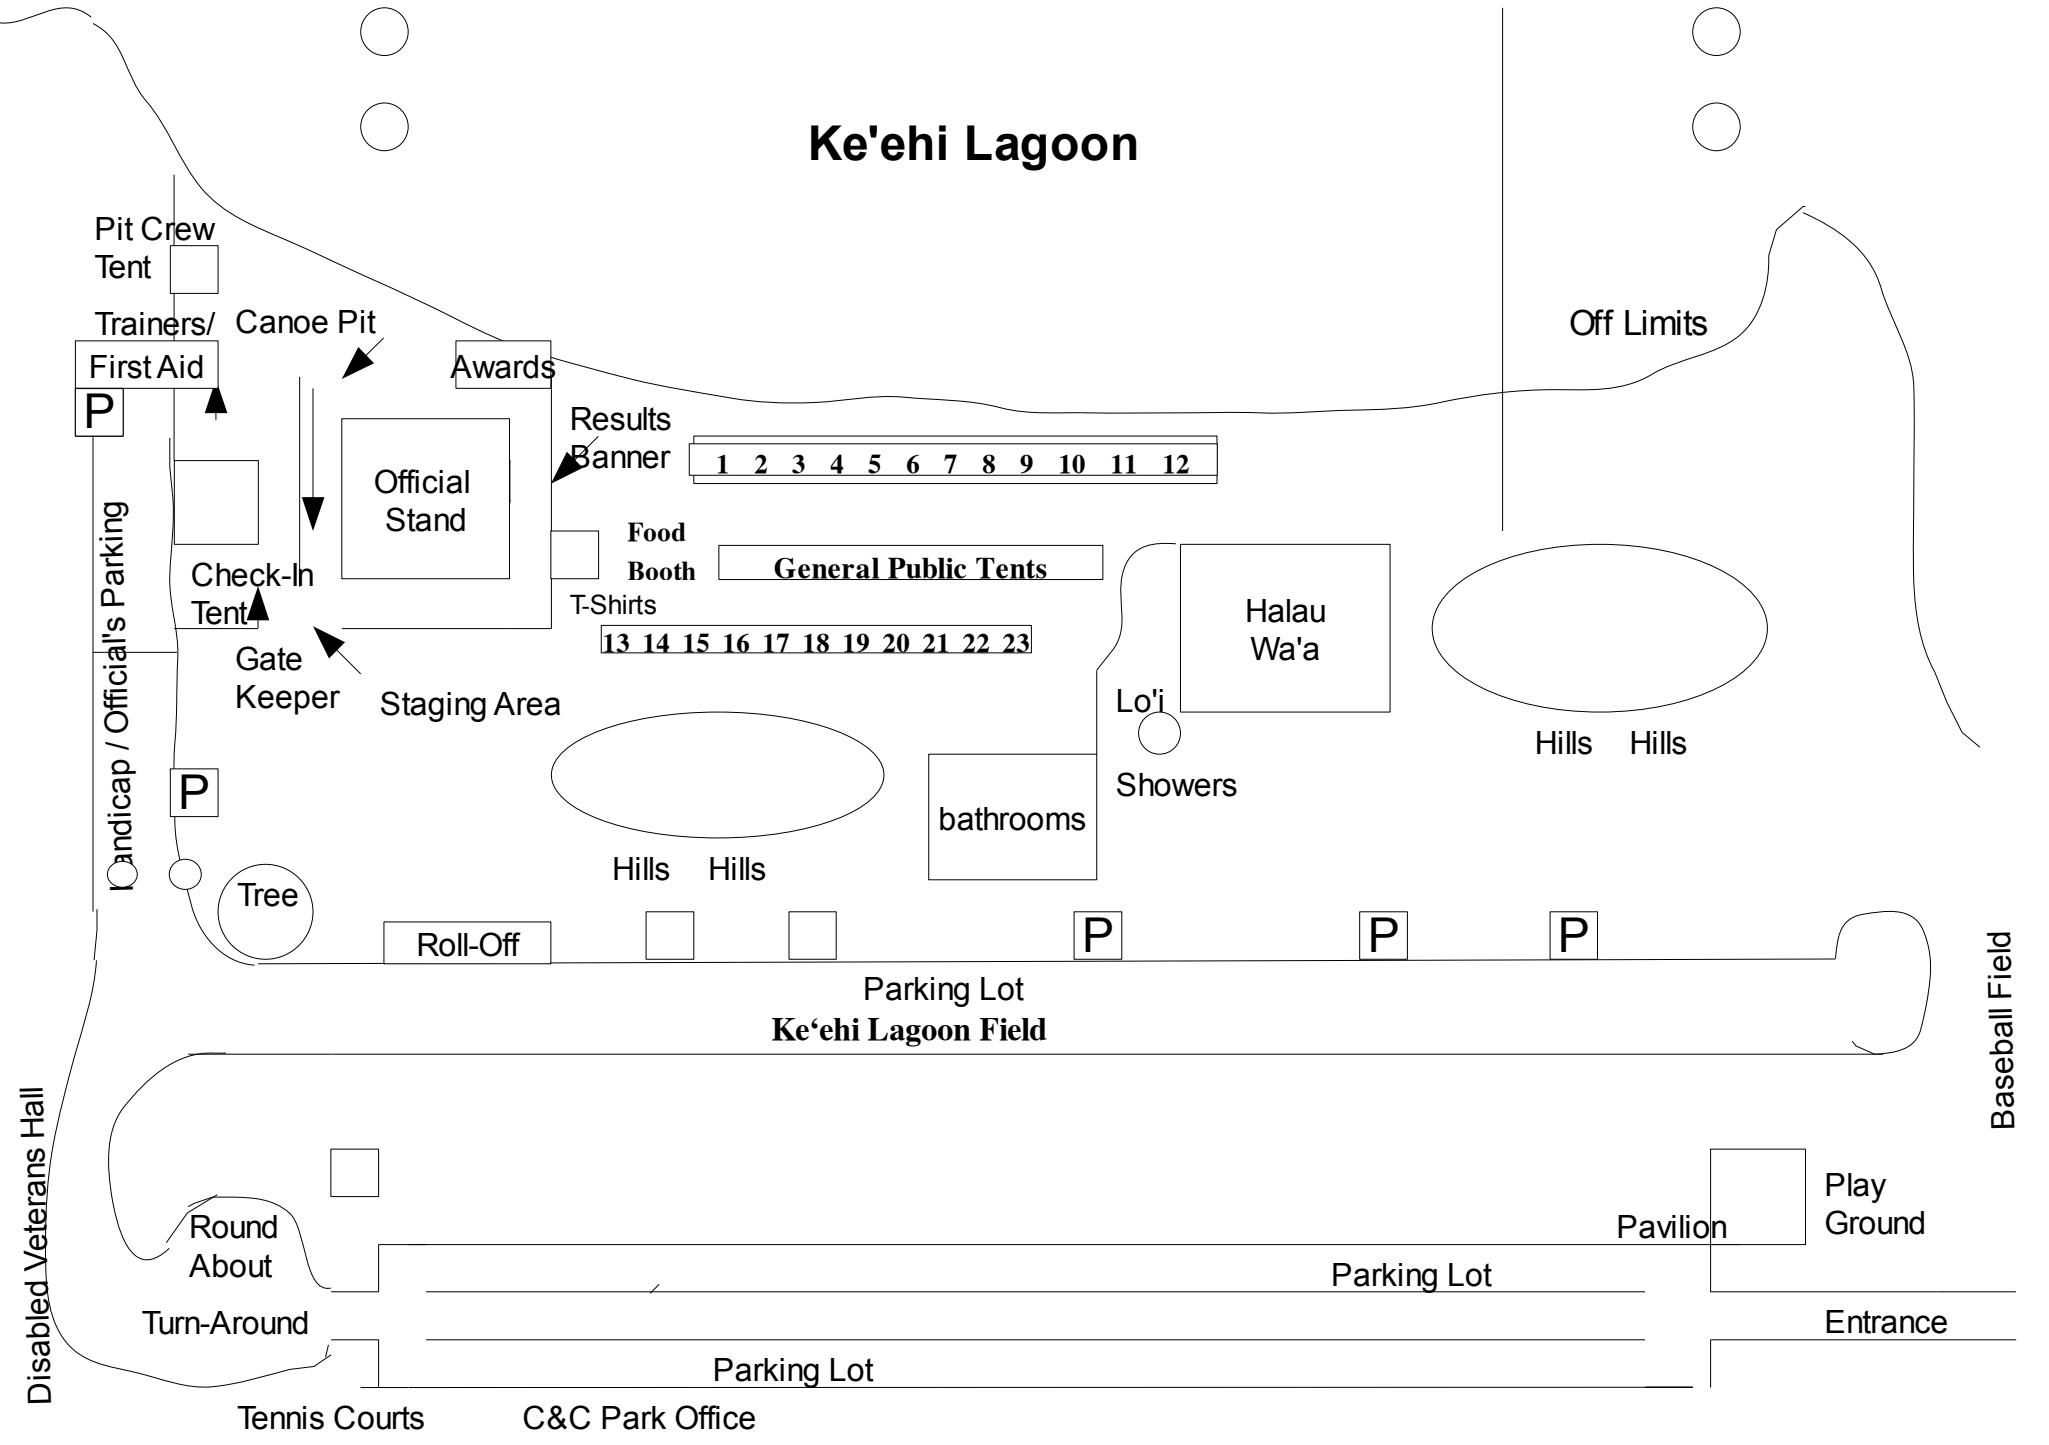 Ke'ehi Lagoon
Pit Crew
Tent
Trainers/
First Aid
P
Canoe Pit
Awards
Off Limits
Results
Banner
Official
Stand
1 2 3 4 5 6 7 8 9 10 11 12
Food
Booth
General Public Tents
T-Shirts
13 14 15 16 17 18 19 20 21 22 23
Check-In
Tent
Gate
Keeper
Staging Area
Handicap / Official's Parking
P
Halau
Wa'a
Lo'i
Showers
Hills Hills
bathrooms
Hills Hills
Tree
Roll-Off
P
P
P
Parking Lot
Ke‘ehi Lagoon Field
Baseball Field
Disabled Veterans Hall
Round
About
Turn-Around
Play
Ground
Pavilion
Parking Lot
Entrance
Parking Lot
Tennis Courts
C&C Park Office